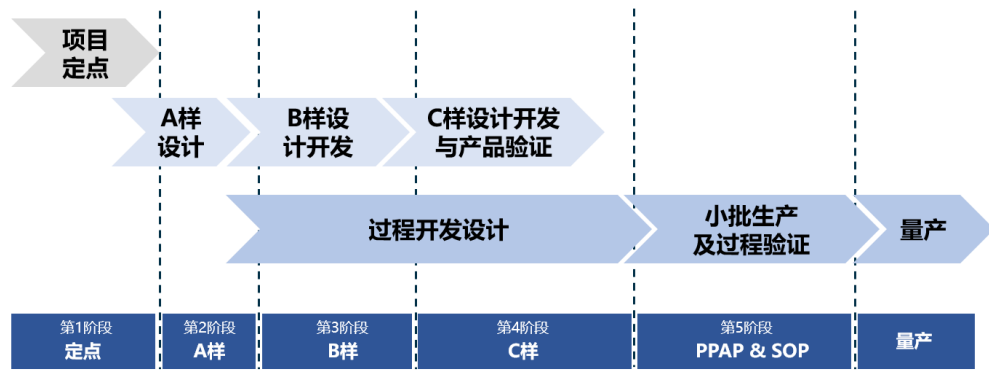 项目
定点
A样
设计
B样设
计开发
C样设计开发
与产品验证
过程开发设计
小批生产
及过程验证
量产
第1阶段
定点
第2阶段
A样
第3阶段
B样
第4阶段
C样
第5阶段
PPAP & SOP
量产